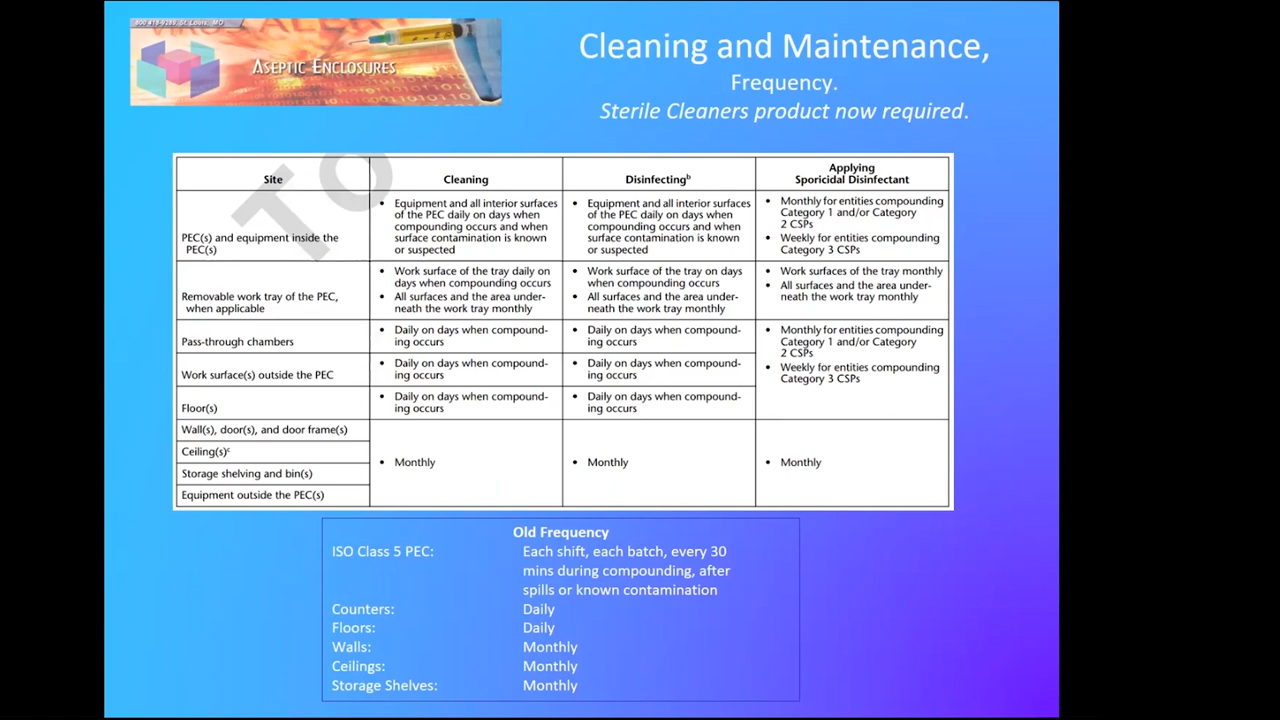 800 418-9289, St. Louis, MO
VIRUS ALERT
ASEPTIC ENCLOSURES
Cleaning and Maintenance,
Frequency.
Sterile Cleaners product now required.
To
Site
Cleaning
Disinfectingᵇ
Applying
Sporicidal Disinfectant
PEC(s) and equipment inside the
PEC(s)
• Equipment and all interior surfaces
of the PEC daily on days when
compounding occurs and when
surface contamination is known
or suspected
• Equipment and all interior surfaces
of the PEC daily on days when
compounding occurs and when
surface contamination is known
or suspected
• Monthly for entities compounding
Category 1 and/or Category
2 CSPs
• Weekly for entities compounding
Category 3 CSPs
Removable work tray of the PEC,
when applicable
• Work surface of the tray daily on
days when compounding occurs
• All surfaces and the area under-
neath the work tray monthly
• Work surface of the tray on days
when compounding occurs
• All surfaces and the area under-
neath the work tray monthly
• Work surfaces of the tray monthly
• All surfaces and the area under-
neath the work tray monthly
Pass-through chambers
• Daily on days when compound-
ing occurs
• Daily on days when compound-
ing occurs
• Monthly for entities compounding
Category 1 and/or Category
2 CSPs
• Weekly for entities compounding
Category 3 CSPs
Work surface(s) outside the PEC
• Daily on days when compound-
ing occurs
• Daily on days when compound-
ing occurs
Floor(s)
• Daily on days when compound-
ing occurs
• Daily on days when compound-
ing occurs
Wall(s), door(s), and door frame(s)
Ceiling(s)ᶜ
Storage shelving and bin(s)
Equipment outside the PEC(s)
• Monthly
• Monthly
• Monthly
Old Frequency
ISO Class 5 PEC: Each shift, each batch, every 30
mins during compounding, after
spills or known contamination
Counters: Daily
Floors: Daily
Walls: Monthly
Ceilings: Monthly
Storage Shelves: Monthly